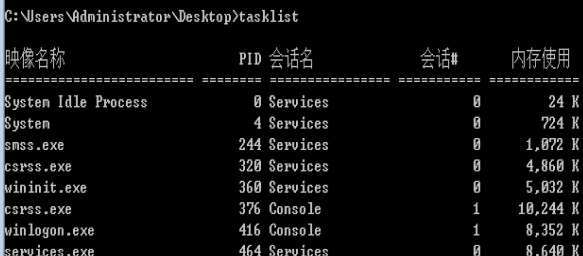 C:\Users\Administrator\Desktop>tasklist
映像名称 PID 会话名 会话# 内存使用
========================= ======== ================ =========== ============
System Idle Process 0 Services 0 24 K
System 4 Services 0 724 K
smss.exe 244 Services 0 1,072 K
csrss.exe 320 Services 0 4,860 K
wininit.exe 360 Services 0 5,032 K
csrss.exe 376 Console 1 10,244 K
winlogon.exe 416 Console 1 8,352 K
services.exe 464 Services 0 8,640 K